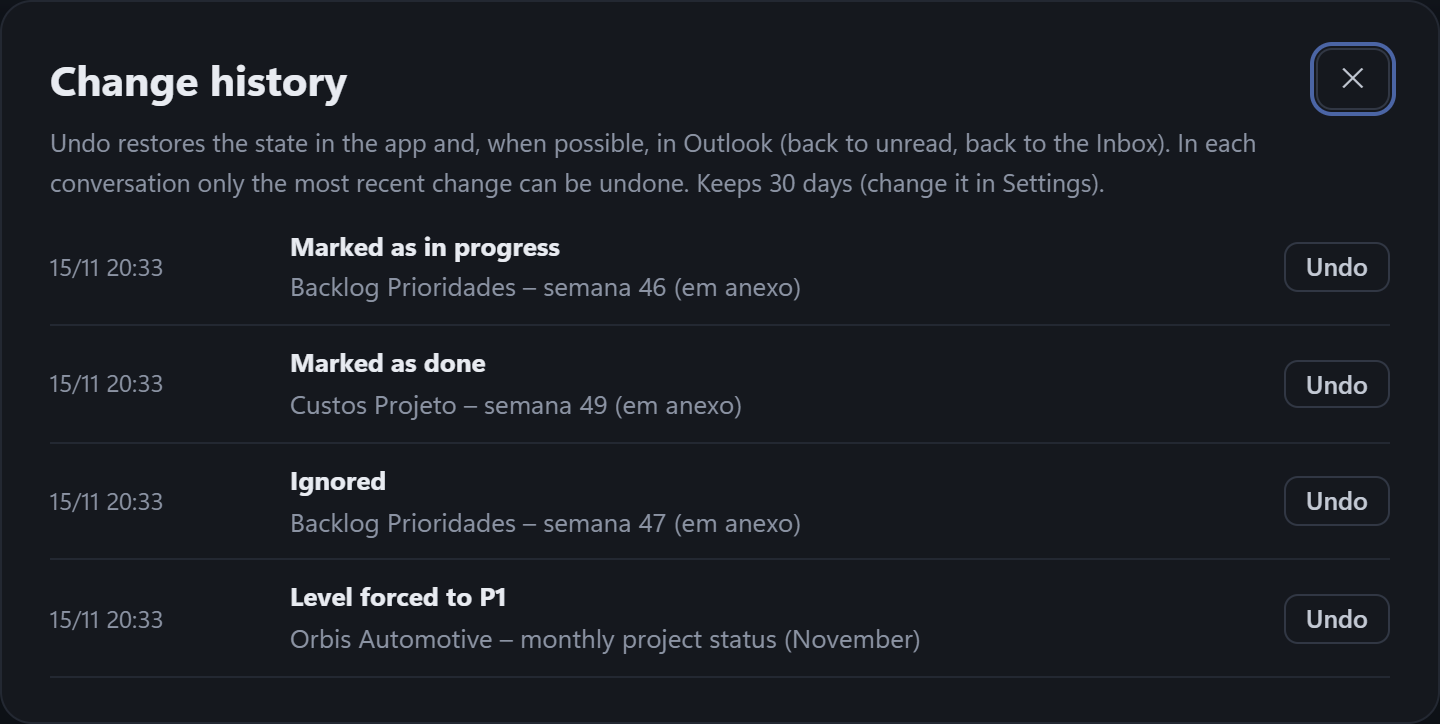 Change history
Undo restores the state in the app and, when possible, in Outlook (back to unread, back to the Inbox). In each
conversation only the most recent change can be undone. Keeps 30 days (change it in Settings).
15/11 20:33
Marked as in progress
Backlog Prioridades – semana 46 (em anexo)
Undo
15/11 20:33
Marked as done
Custos Projeto – semana 49 (em anexo)
Undo
15/11 20:33
Ignored
Backlog Prioridades – semana 47 (em anexo)
Undo
15/11 20:33
Level forced to P1
Orbis Automotive – monthly project status (November)
Undo